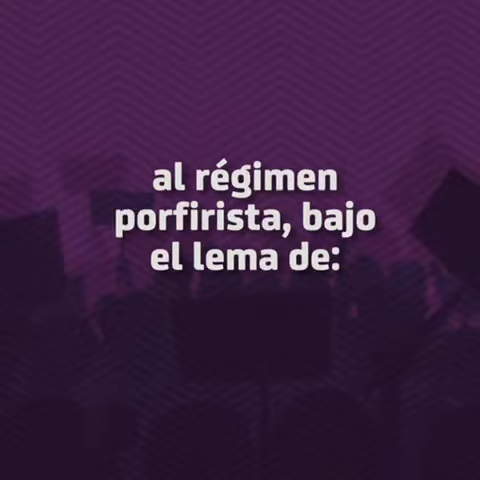 al régimen
porfirista, bajo
el lema de: